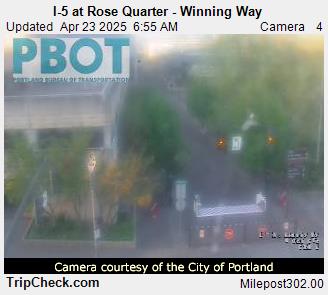 I-5 at Rose Quarter - Winning Way
Updated Apr 23 2025 6:55 AM Camera 4
PBOT
PORTLAND BUREAU OF TRANSPORTATION
Camera courtesy of the City of Portland
TripCheck.com Milepost302.00